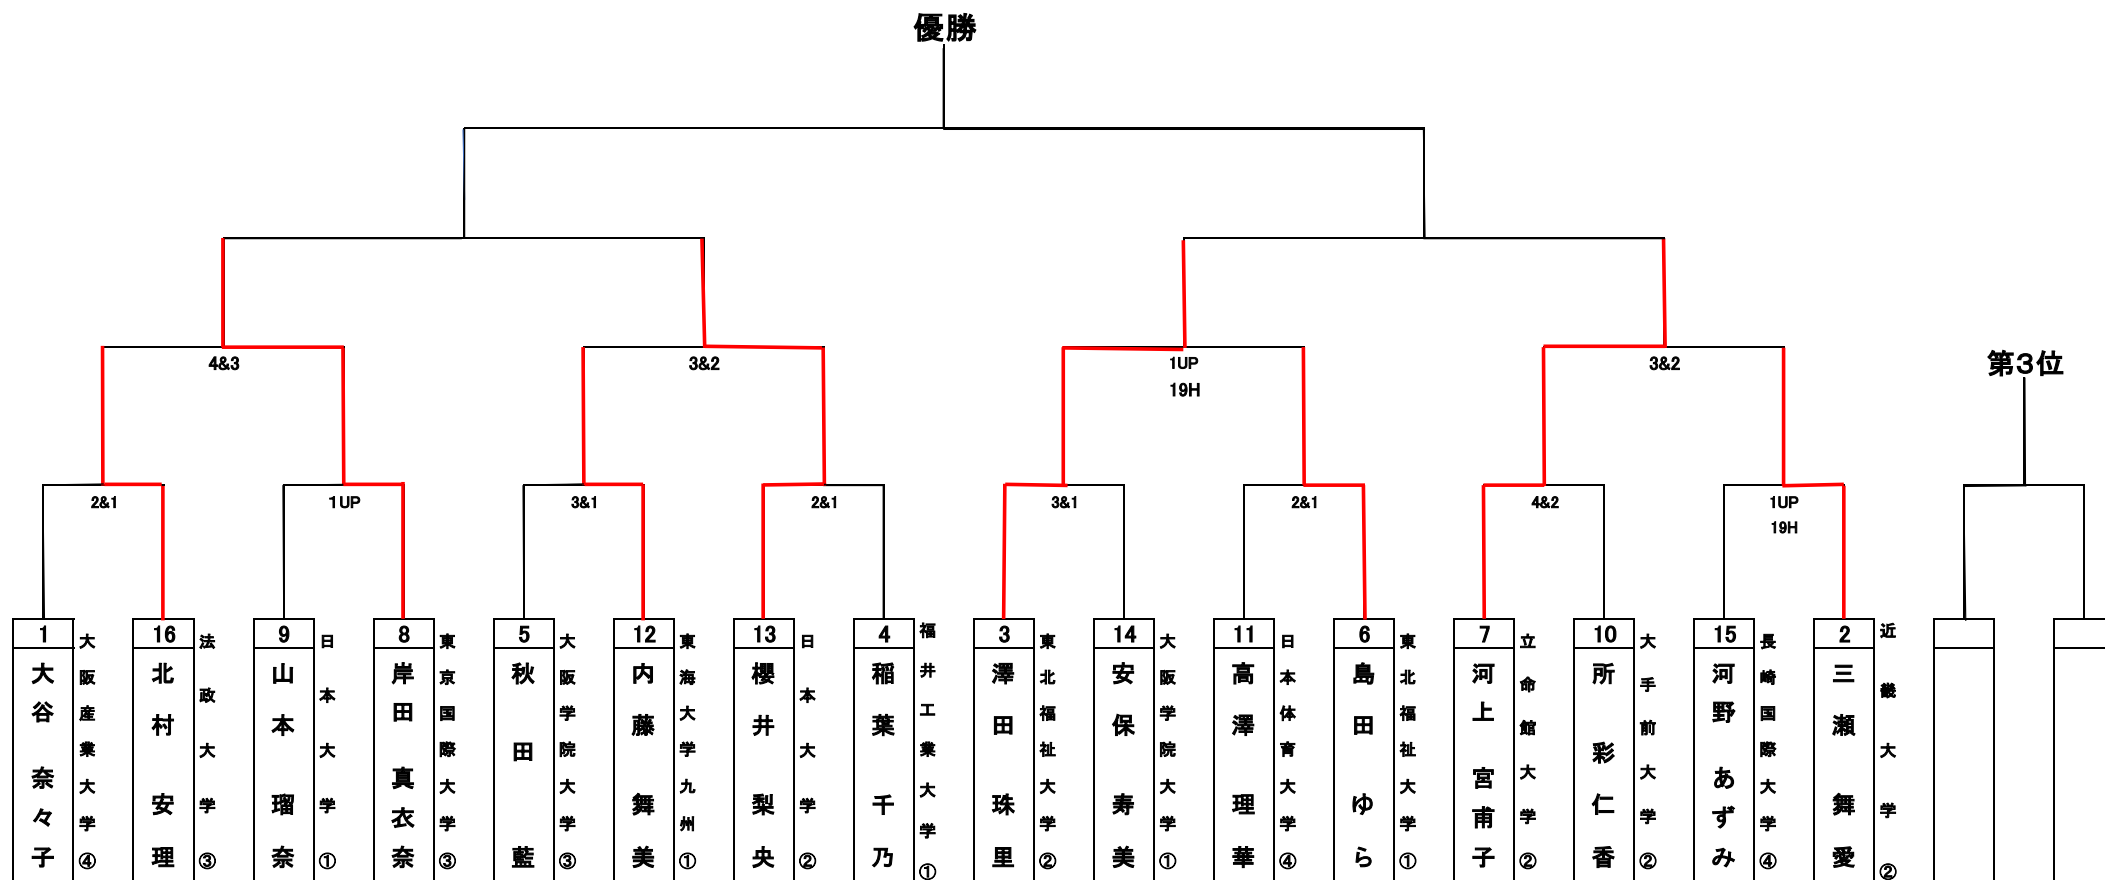 優勝
4&3
3&2
1UP
19H
3&2
第3位
2&1
1UP
3&1
2&1
3&1
2&1
4&2
1UP
19H
1
大谷 奈々子
大阪産業大学④
16
北村 安理
法政大学③
9
山本 瑠奈
日本大学①
8
岸田 真衣奈
東京国際大学③
5
秋田 藍
大阪学院大学③
12
内藤 舞美
東海大学九州①
13
櫻井 梨央
日本大学②
4
稲葉 千乃
福井工業大学①
3
澤田 珠里
東北福祉大学②
14
安保 寿美
大阪学院大学①
11
高澤 理華
日本体育大学④
6
島田 ゆら
東北福祉大学①
7
河上 宮甫子
立命館大学②
10
所 彩仁香
大手前大学②
15
河野 あずみ
長崎国際大学④
2
三瀬 舞愛
近畿大学②